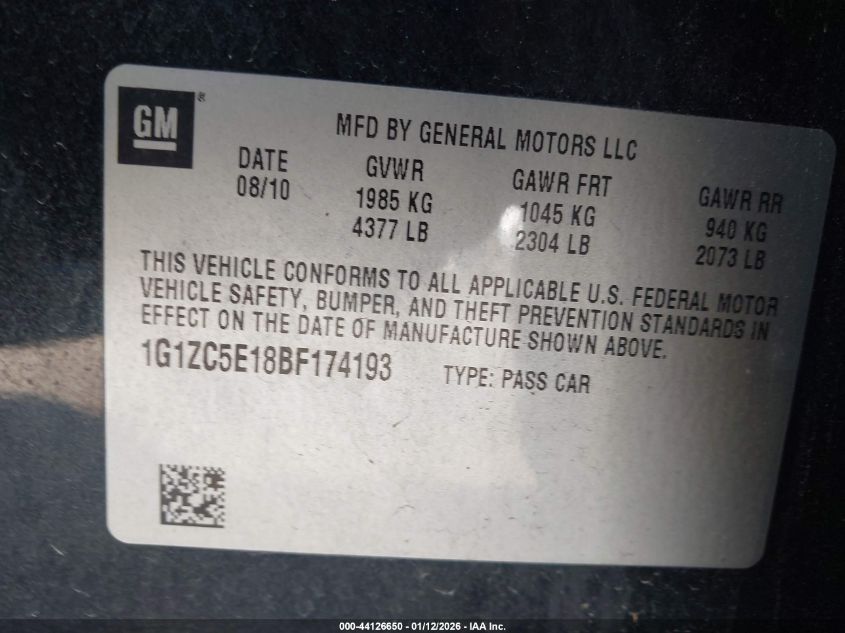 GM®
MFD BY GENERAL MOTORS LLC
DATE GVWR GAWR FRT GAWR RR
08/10 1985 KG 1045 KG 940 KG
4377 LB 2304 LB 2073 LB
THIS VEHICLE CONFORMS TO ALL APPLICABLE U.S. FEDERAL MOTOR
VEHICLE SAFETY, BUMPER, AND THEFT PREVENTION STANDARDS IN
EFFECT ON THE DATE OF MANUFACTURE SHOWN ABOVE.
1G1ZC5E18BF174193 TYPE: PASS CAR
000-44126650 - 01/12/2026 - IAA Inc.